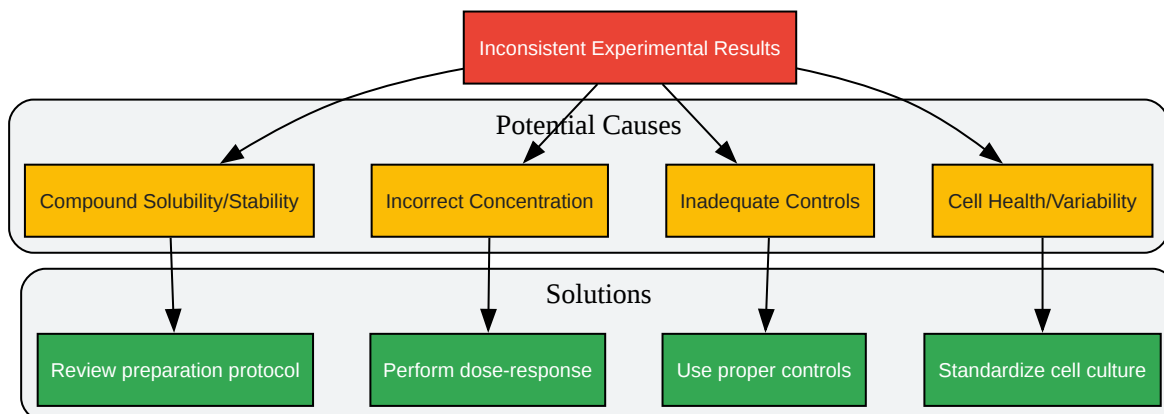 Inconsistent Experimental Results
Potential Causes
Compound Solubility/Stability
Incorrect Concentration
Inadequate Controls
Cell Health/Variability
Solutions
Review preparation protocol
Perform dose-response
Use proper controls
Standardize cell culture